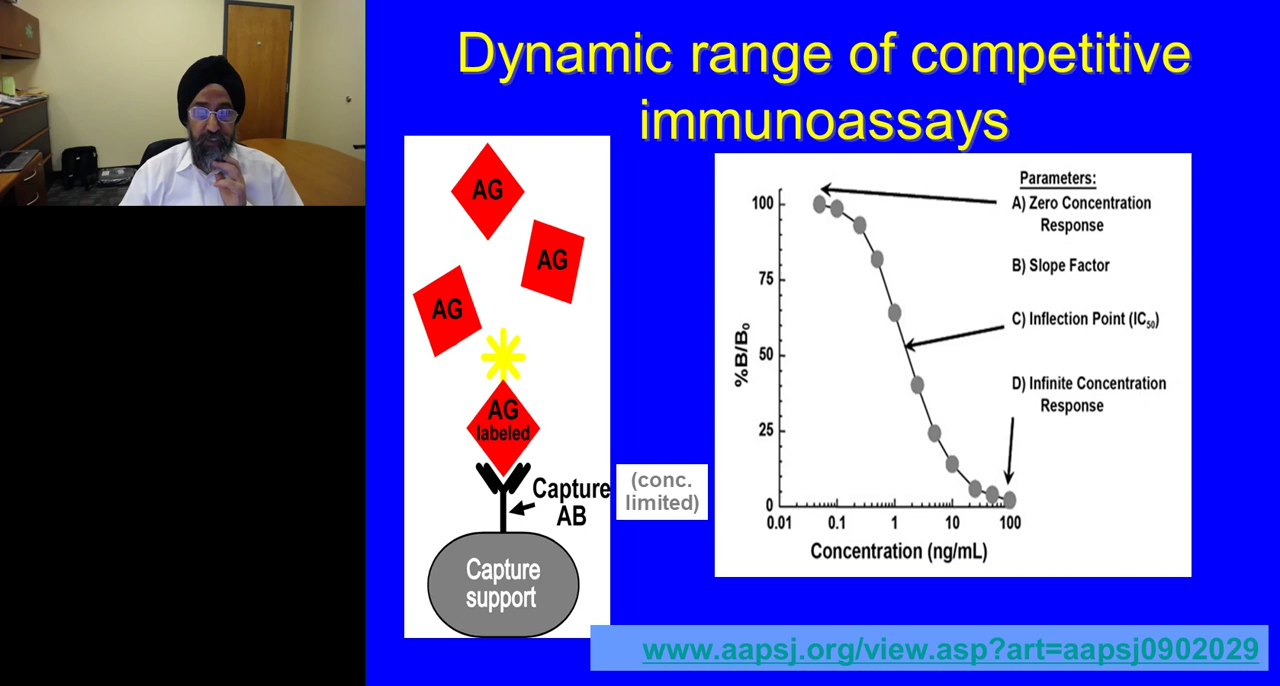 Dynamic range of competitive
immunoassays
AG
AG
AG
AG
labeled
Capture
AB
(conc.
limited)
Capture
support
Parameters:
A) Zero Concentration
Response
B) Slope Factor
C) Inflection Point (IC50)
D) Infinite Concentration
Response
%B/B0
100
75
50
25
0
0.01
0.1
1
10
100
Concentration (ng/mL)
www.aapsj.org/view.asp?art=aapsj0902029